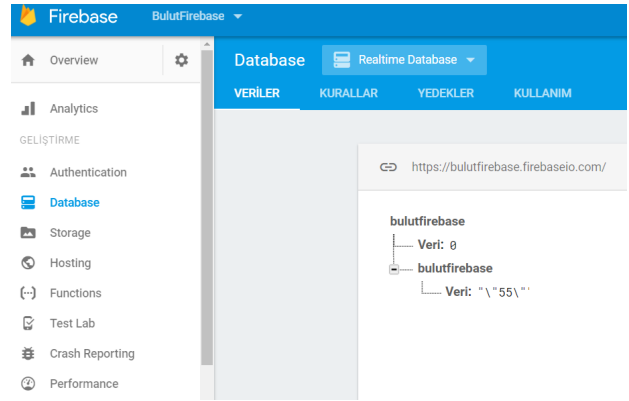 Firebase BulutFirebase
Overview
Analytics
GELİŞTİRME
Authentication
Database
Storage
Hosting
Functions
Test Lab
Crash Reporting
Performance
Database Realtime Database
VERİLER KURALLAR YEDEKLER KULLANIM
https://bulutfirebase.firebaseio.com/
bulutfirebase
Veri: 0
bulutfirebase
Veri: "\"55\"'